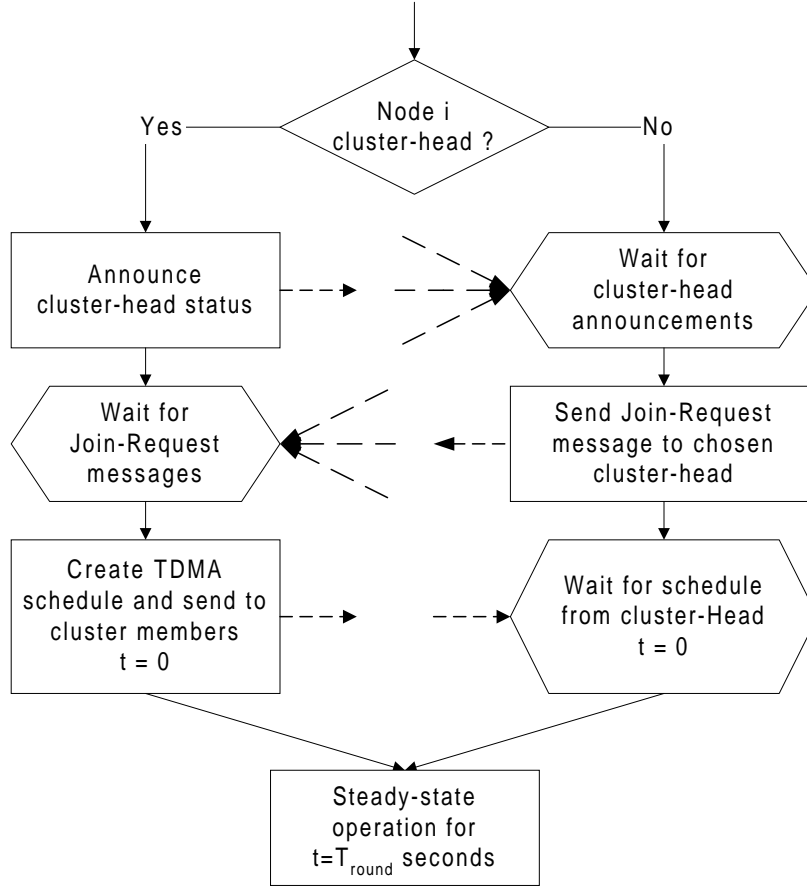 Node i
cluster-head ?
Yes
No
Announce
cluster-head status
Wait for
cluster-head
announcements
Wait for
Join-Request
messages
Send Join-Request
message to chosen
cluster-head
Create TDMA
schedule and send to
cluster members
t = 0
Wait for schedule
from cluster-Head
t = 0
Steady-state
operation for
t=T_round seconds